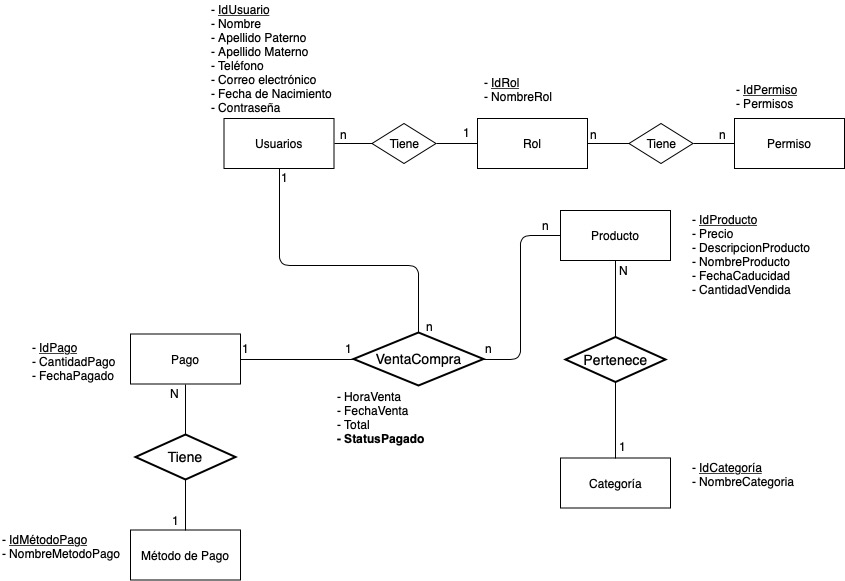 - IdUsuario
- Nombre
- Apellido Paterno
- Apellido Materno
- Teléfono
- Correo electrónico
- Fecha de Nacimiento
- Contraseña
- IdRol
- NombreRol
- IdPermiso
- Permisos
Usuarios
n
Tiene
1
Rol
n
Tiene
n
Permiso
1
n
Producto
- IdProducto
- Precio
- DescripcionProducto
- NombreProducto
- FechaCaducidad
- CantidadVendida
N
- IdPago
- CantidadPago
- FechaPagado
Pago
1
1
n
VentaCompra
n
- HoraVenta
- FechaVenta
- Total
- StatusPagado
Pertenece
N
Tiene
1
1
Categoría
- IdCategoría
- NombreCategoria
- IdMétodoPago
- NombreMetodoPago
Método de Pago